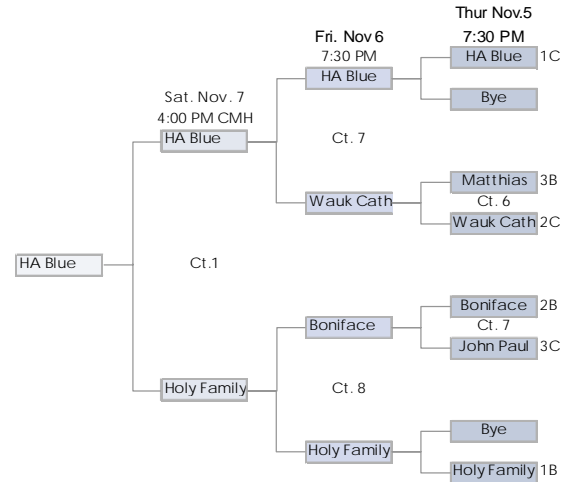 Thur Nov.5
Fri. Nov 6 7:30 PM
7:30 PM HA Blue 1C
HA Blue
Sat. Nov. 7 Bye
4:00 PM CMH
HA Blue Ct. 7
Matthias 3B
Wauk Cath Ct. 6
Wauk Cath 2C
HA Blue Ct.1
Boniface 2B
Boniface Ct. 7
John Paul 3C
Holy Family Ct. 8
Bye
Holy Family
Holy Family 1B